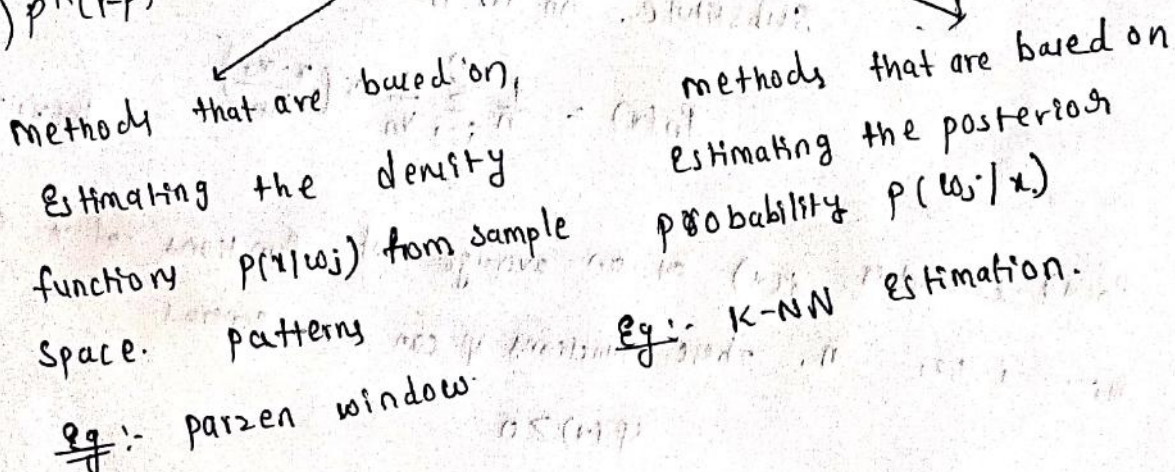 ) p
methods that are based on,
Estimating the density
functions p(x/ωj) from sample
space. patterns
eg :- parzen window.
methods that are based on
estimating the posterior
probability p(ωj/x)
eg :- K-NN estimation.